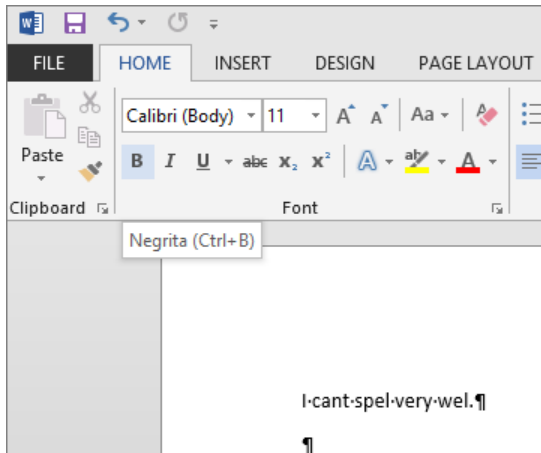 FILE HOME INSERT DESIGN PAGE LAYOUT
Calibri (Body) 11 A A Aa
Paste B I U abc X₂ X² A ab A
Clipboard Font
Negrita (Ctrl+B)
I·cant·spel·very·wel.¶
¶